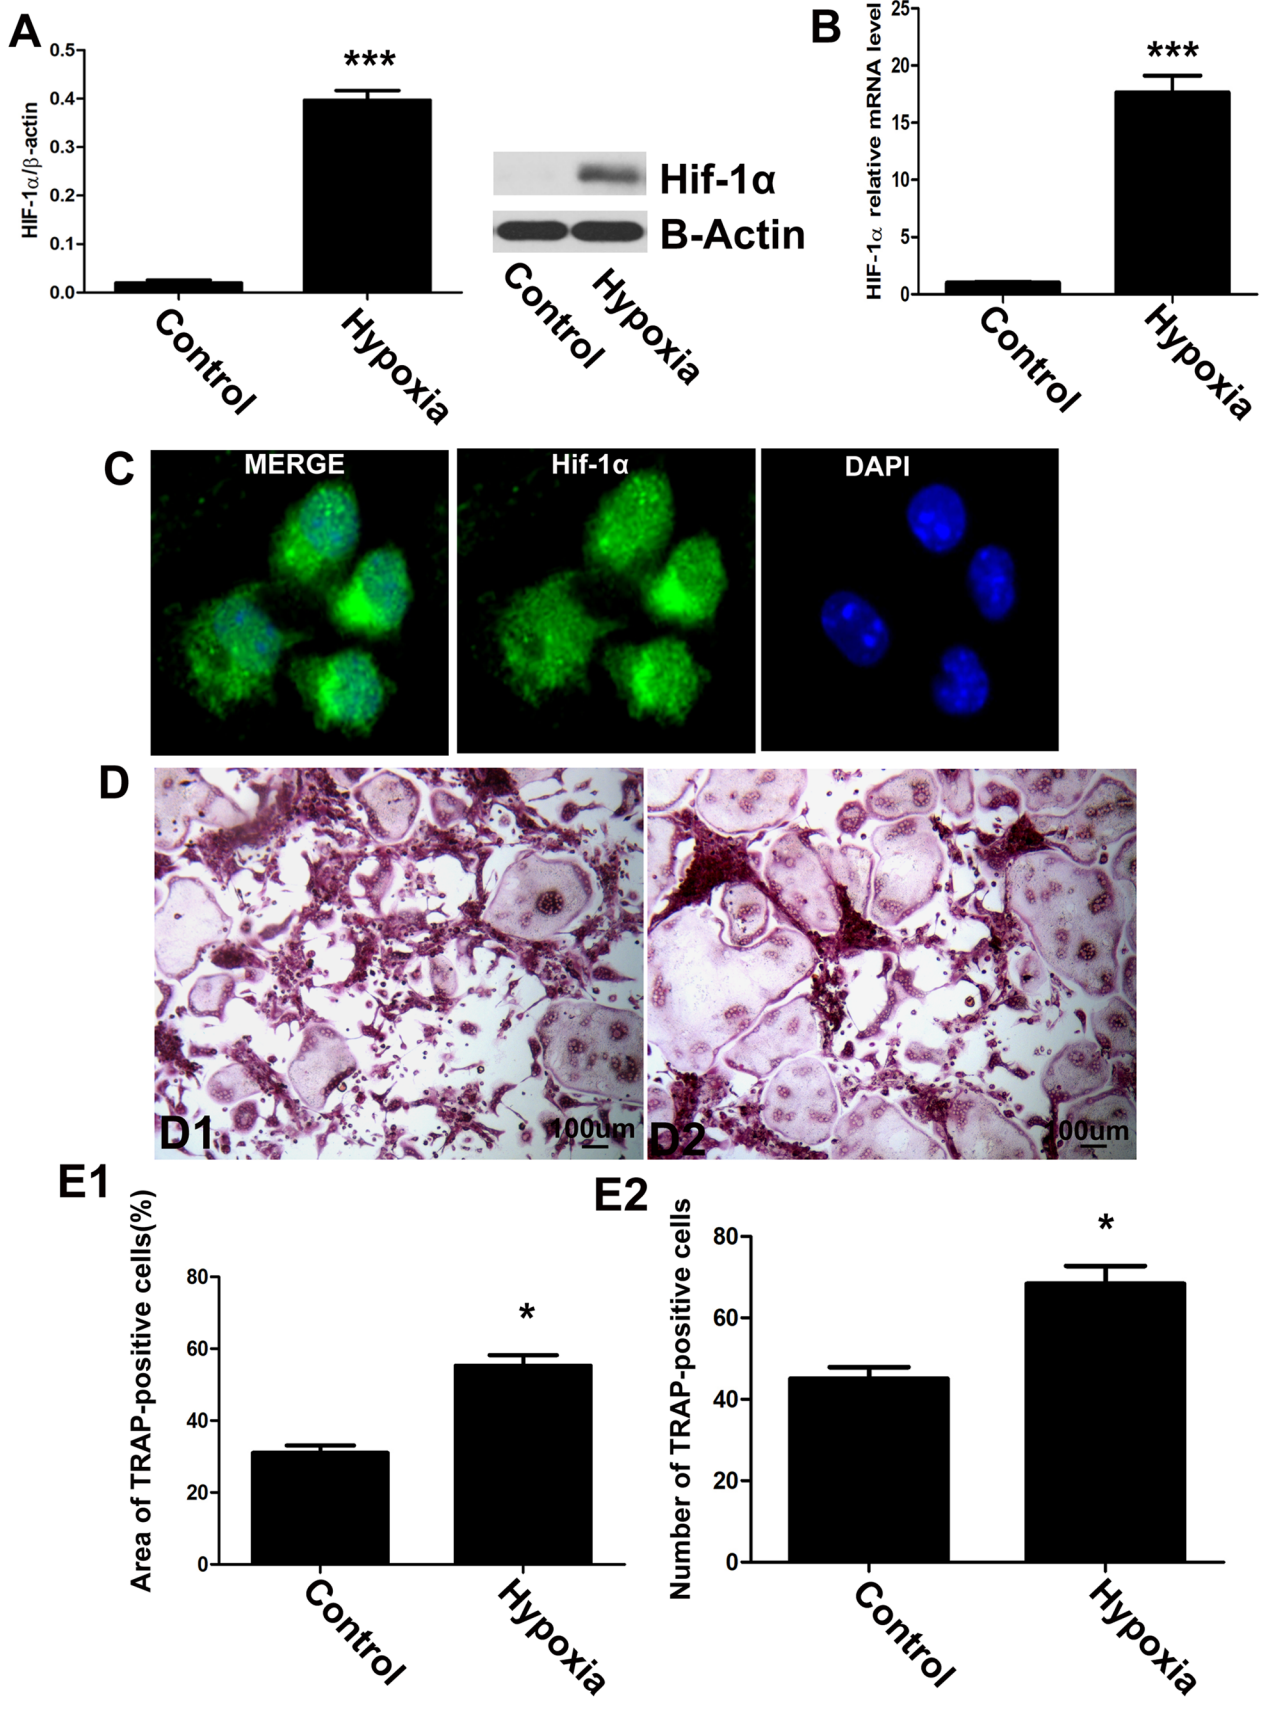 A
HIF-1α/β-actin
0.5
0.4
0.3
0.2
0.1
0.0
***
Control
Hypoxia
Hif-1α
B-Actin
Control
Hypoxia
B
HIF-1α relative mRNA level
25
20
15
10
5
0
***
Control
Hypoxia
C
MERGE
Hif-1α
DAPI
D
D1
100um
D2
100um
E1
Area of TRAP-positive cells(%)
80
60
40
20
0
*
Control
Hypoxia
E2
Number of TRAP-positive cells
80
60
40
20
0
*
Control
Hypoxia